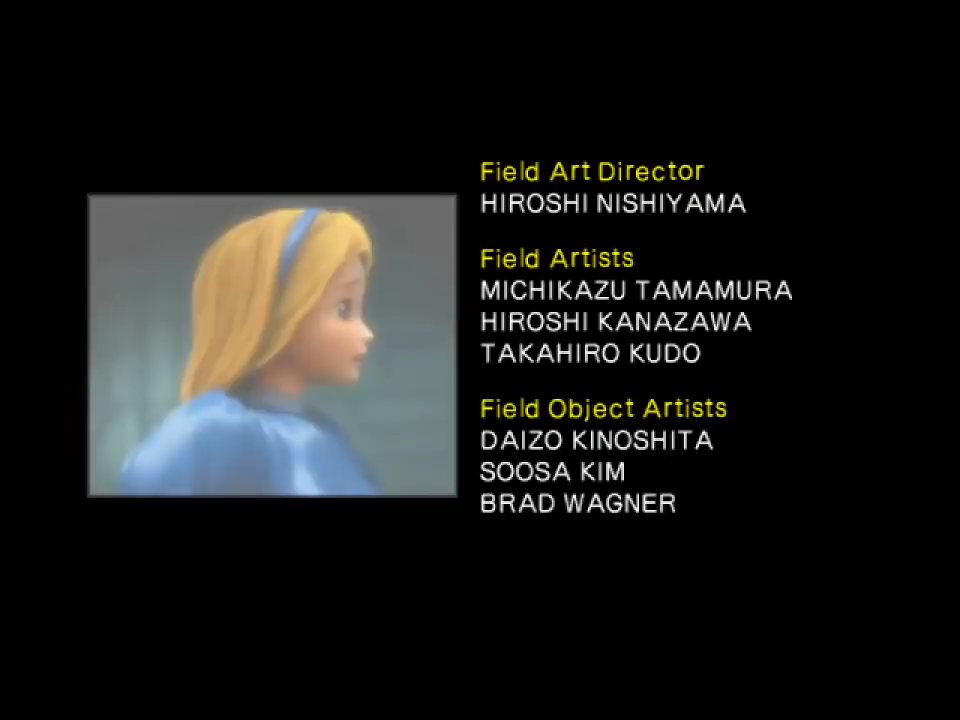 Field Art Director
HIROSHI NISHIYAMA
Field Artists
MICHIKAZU TAMAMURA
HIROSHI KANAZAWA
TAKAHIRO KUDO
Field Object Artists
DAIZO KINOSHITA
SOOSA KIM
BRAD WAGNER